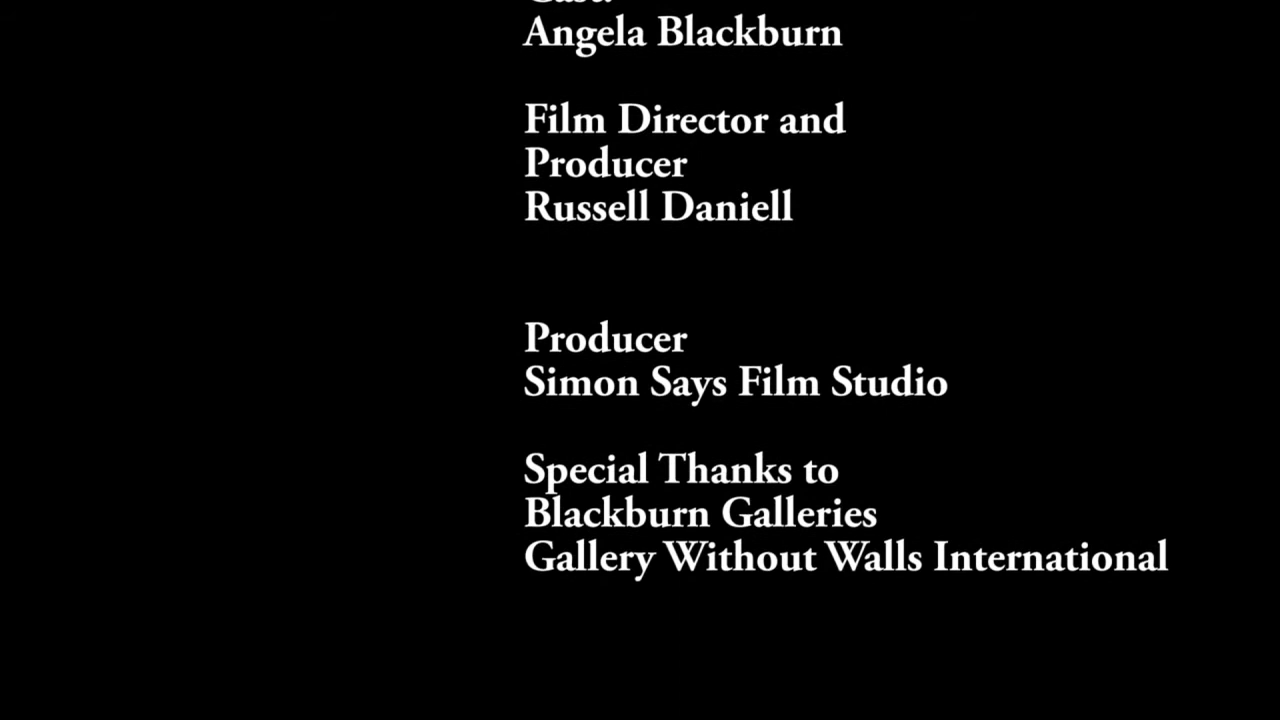 Angela Blackburn
Film Director and
Producer
Russell Daniell
Producer
Simon Says Film Studio
Special Thanks to
Blackburn Galleries
Gallery Without Walls International